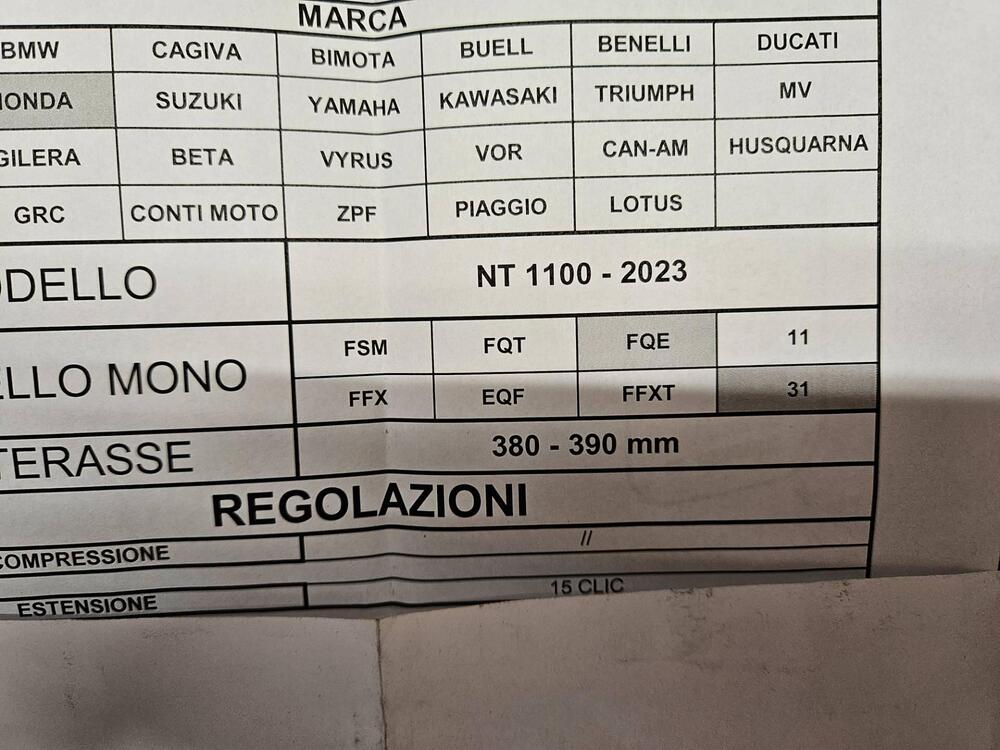 MARCA
BMW CAGIVA BIMOTA BUELL BENELLI DUCATI
HONDA SUZUKI YAMAHA KAWASAKI TRIUMPH MV
GILERA BETA VYRUS VOR CAN-AM HUSQUARNA
GRC CONTI MOTO ZPF PIAGGIO LOTUS
ODELLO NT 1100 - 2023
FSM FQT FQE 11
ELLO MONO
FFX EQF FFXT 31
TERASSE 380 - 390 mm
REGOLAZIONI
COMPRESSIONE //
ESTENSIONE 15 CLIC